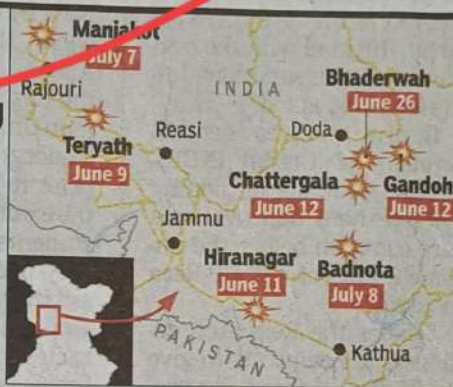 Manjakot
July 7
Rajouri
INDIA
Bhaderwah
June 26
Teryath
June 9
Reasi
Doda
Chattergala
June 12
Gandoh
June 12
Jammu
Hiranagar
June 11
Badnota
July 8
PAKISTAN
Kathua